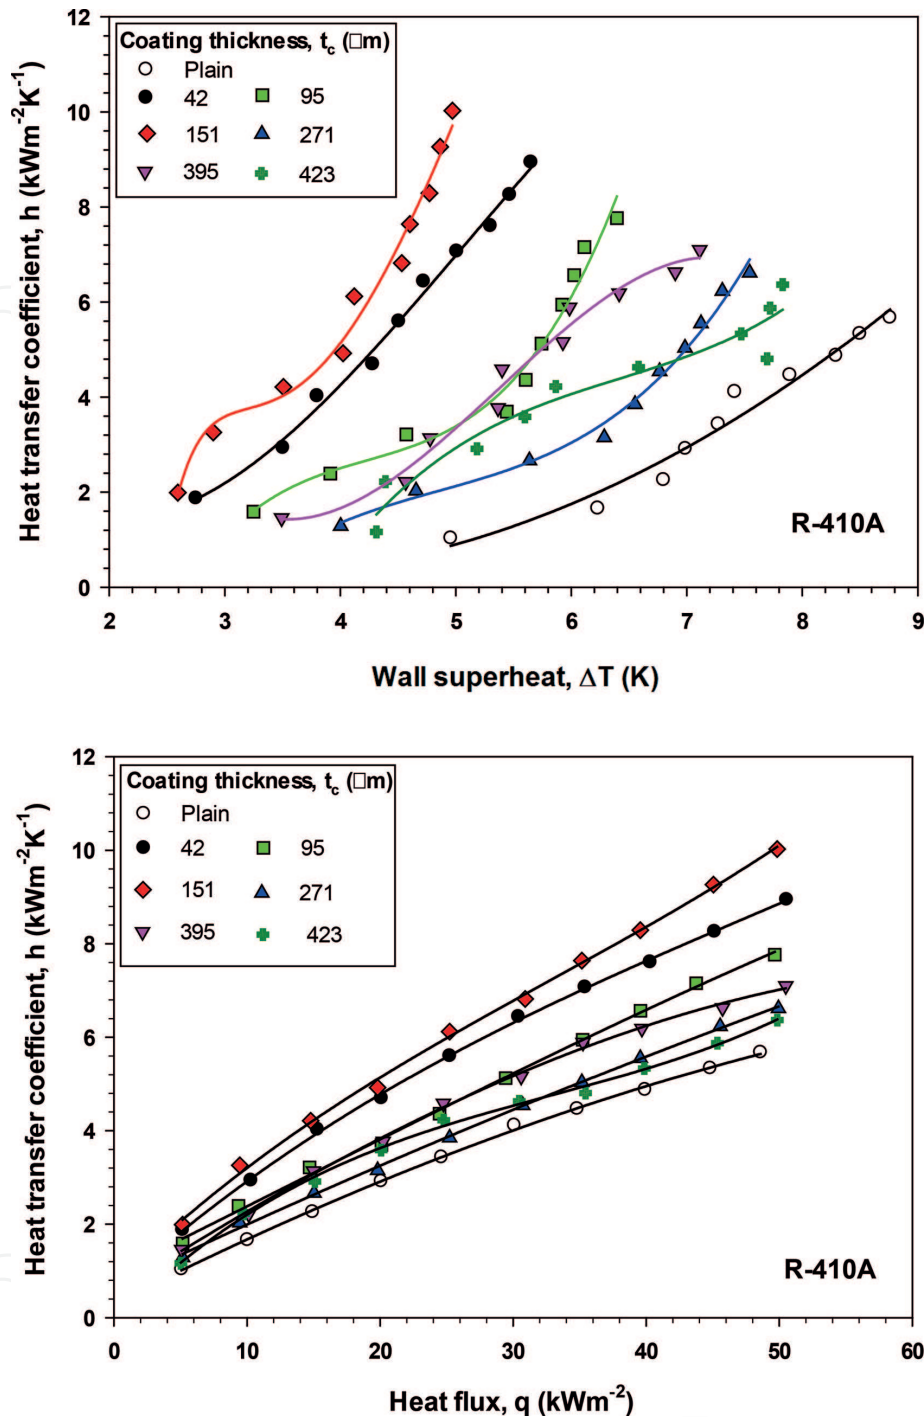 Coating thickness, tc (□m)
Plain
42 95
151 271
395 423
12
10
8
6
4
2
0
Heat transfer coefficient, h (kWm-2K-1)
R-410A
2 3 4 5 6 7 8 9
Wall superheat, ΔT (K)
Coating thickness, tc (□m)
Plain
42 95
151 271
395 423
12
10
8
6
4
2
0
Heat transfer coefficient, h (kWm-2K-1)
R-410A
0 10 20 30 40 50 60
Heat flux, q (kWm-2)